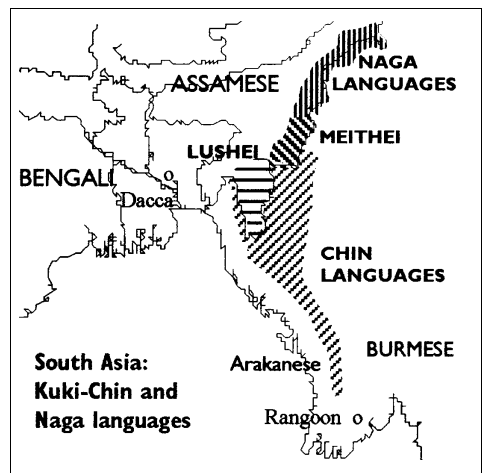 NAGA
LANGUAGES
ASSAMESE
MEITHEI
LUSHEI
BENGALI
Dacca
CHIN
LANGUAGES
BURMESE
Arakanese
South Asia:
Kuki-Chin and
Naga languages
Rangoon